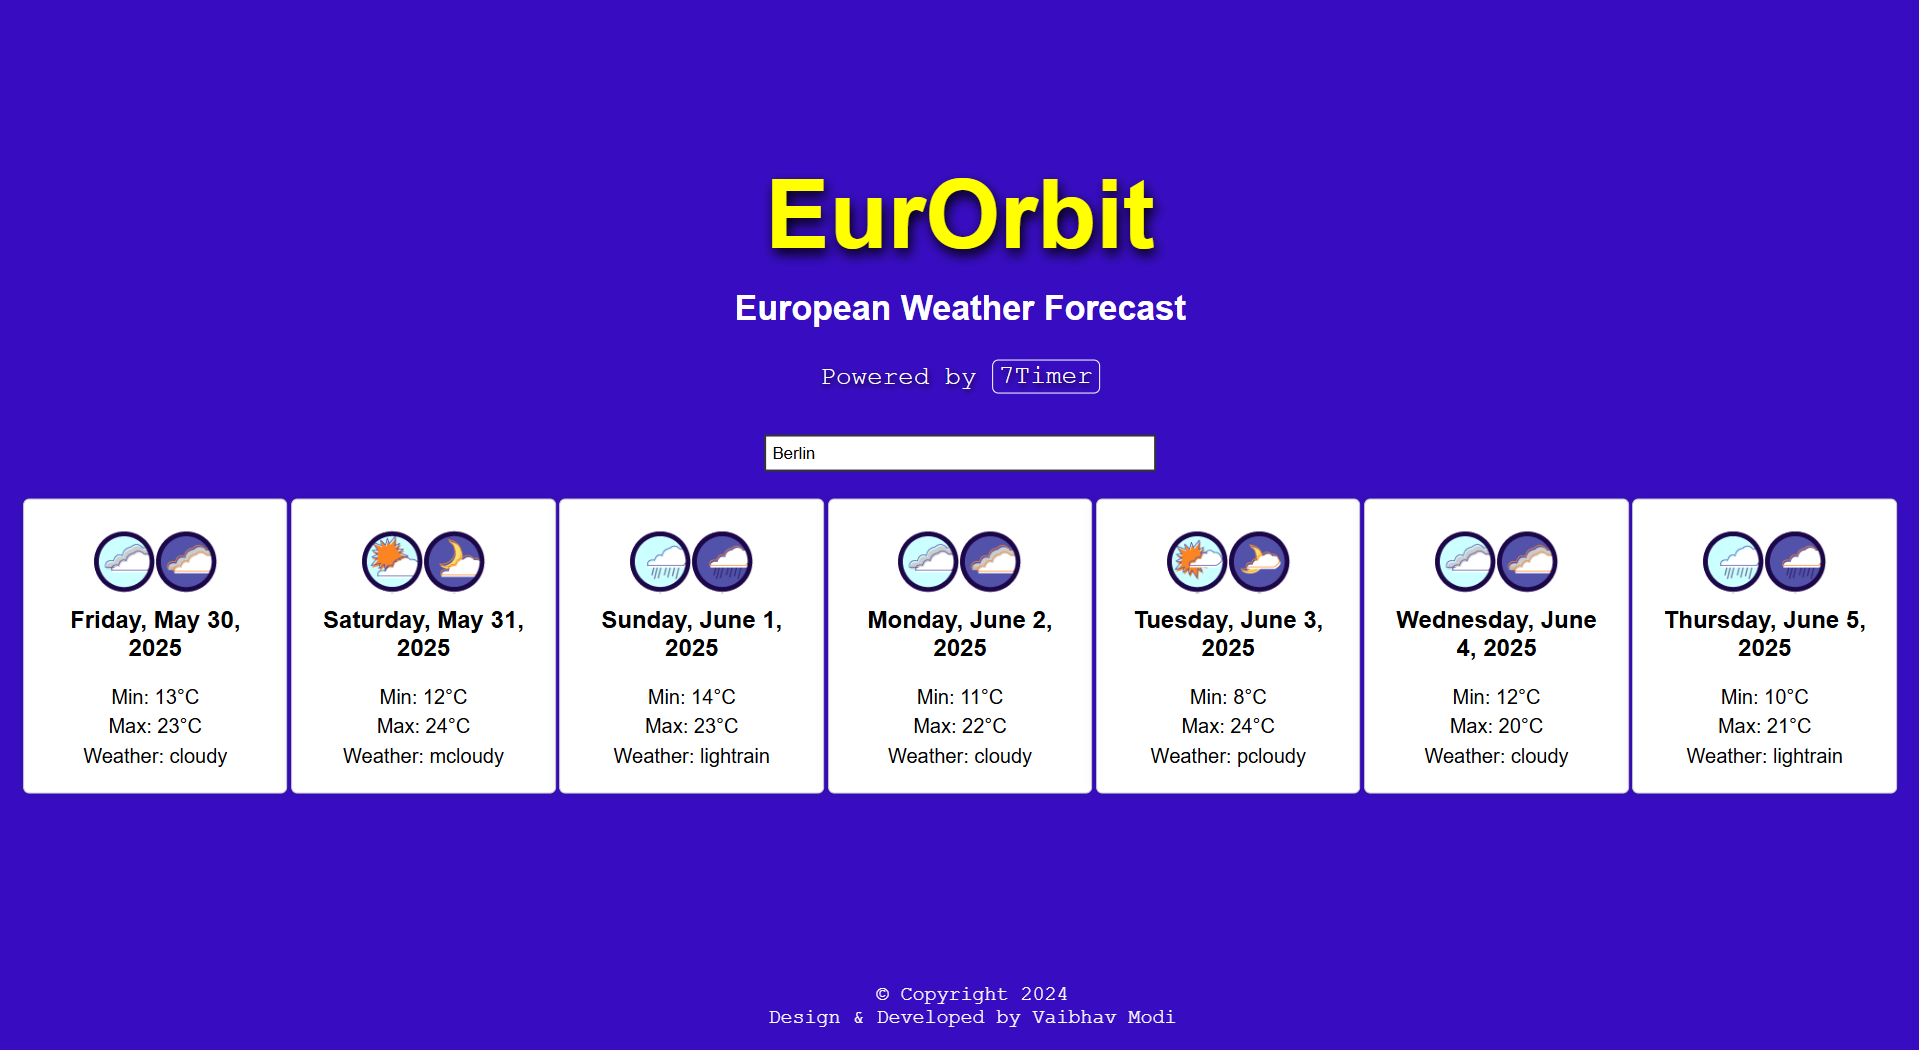 EurOrbit
European Weather Forecast
Powered by 7Timer
Berlin
Friday, May 30,
2025
Min: 13°C
Max: 23°C
Weather: cloudy
Saturday, May 31,
2025
Min: 12°C
Max: 24°C
Weather: mcloudy
Sunday, June 1,
2025
Min: 14°C
Max: 23°C
Weather: lightrain
Monday, June 2,
2025
Min: 11°C
Max: 22°C
Weather: cloudy
Tuesday, June 3,
2025
Min: 8°C
Max: 24°C
Weather: pcloudy
Wednesday, June
4, 2025
Min: 12°C
Max: 20°C
Weather: cloudy
Thursday, June 5,
2025
Min: 10°C
Max: 21°C
Weather: lightrain
© Copyright 2024
Design & Developed by Vaibhav Modi